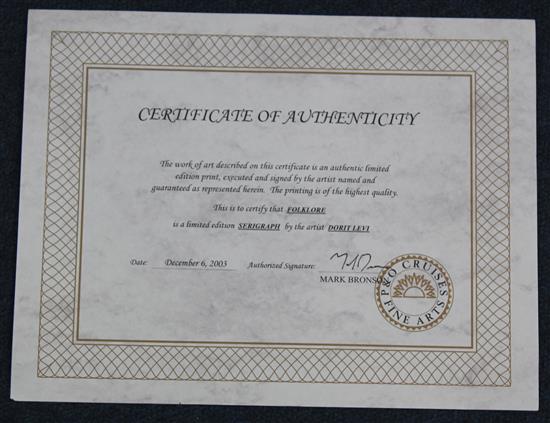 CERTIFICATE OF AUTHENTICITY
The work of art described on this certificate is an authentic limited
edition print, executed and signed by the artist named and
guaranteed as represented herein. The printing is of the highest quality.
This is to certify that FOLKLORE
is a limited edition SERIGRAPH by the artist DORIT LEVI
Date: December 6, 2003 Authorized Signature:
MARK BRONSO
P&O CRUISES
FINE ARTS